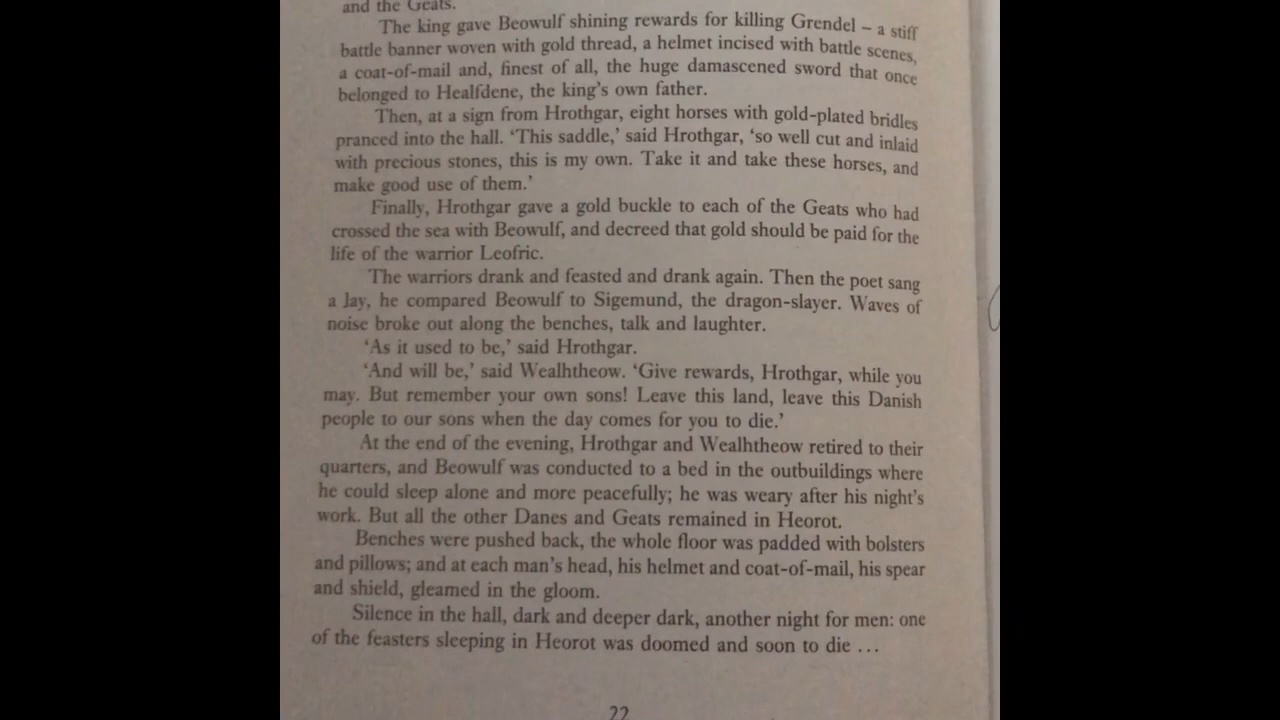 and the Geats.
The king gave Beowulf shining rewards for killing Grendel – a stiff
battle banner woven with gold thread, a helmet incised with battle scenes,
a coat-of-mail and, finest of all, the huge damascened sword that once
belonged to Healfdene, the king's own father.
Then, at a sign from Hrothgar, eight horses with gold-plated bridles
pranced into the hall. 'This saddle,' said Hrothgar, 'so well cut and inlaid
with precious stones, this is my own. Take it and take these horses, and
make good use of them.'
Finally, Hrothgar gave a gold buckle to each of the Geats who had
crossed the sea with Beowulf, and decreed that gold should be paid for the
life of the warrior Leofric.
The warriors drank and feasted and drank again. Then the poet sang
a lay, he compared Beowulf to Sigemund, the dragon-slayer. Waves of
noise broke out along the benches, talk and laughter.
'As it used to be,' said Hrothgar.
'And will be,' said Wealhtheow. 'Give rewards, Hrothgar, while you
may. But remember your own sons! Leave this land, leave this Danish
people to our sons when the day comes for you to die.'
At the end of the evening, Hrothgar and Wealhtheow retired to their
quarters, and Beowulf was conducted to a bed in the outbuildings where
he could sleep alone and more peacefully; he was weary after his night's
work. But all the other Danes and Geats remained in Heorot.
Benches were pushed back, the whole floor was padded with bolsters
and pillows; and at each man's head, his helmet and coat-of-mail, his spear
and shield, gleamed in the gloom.
Silence in the hall, dark and deeper dark, another night for men: one
of the feasters sleeping in Heorot was doomed and soon to die ...
22